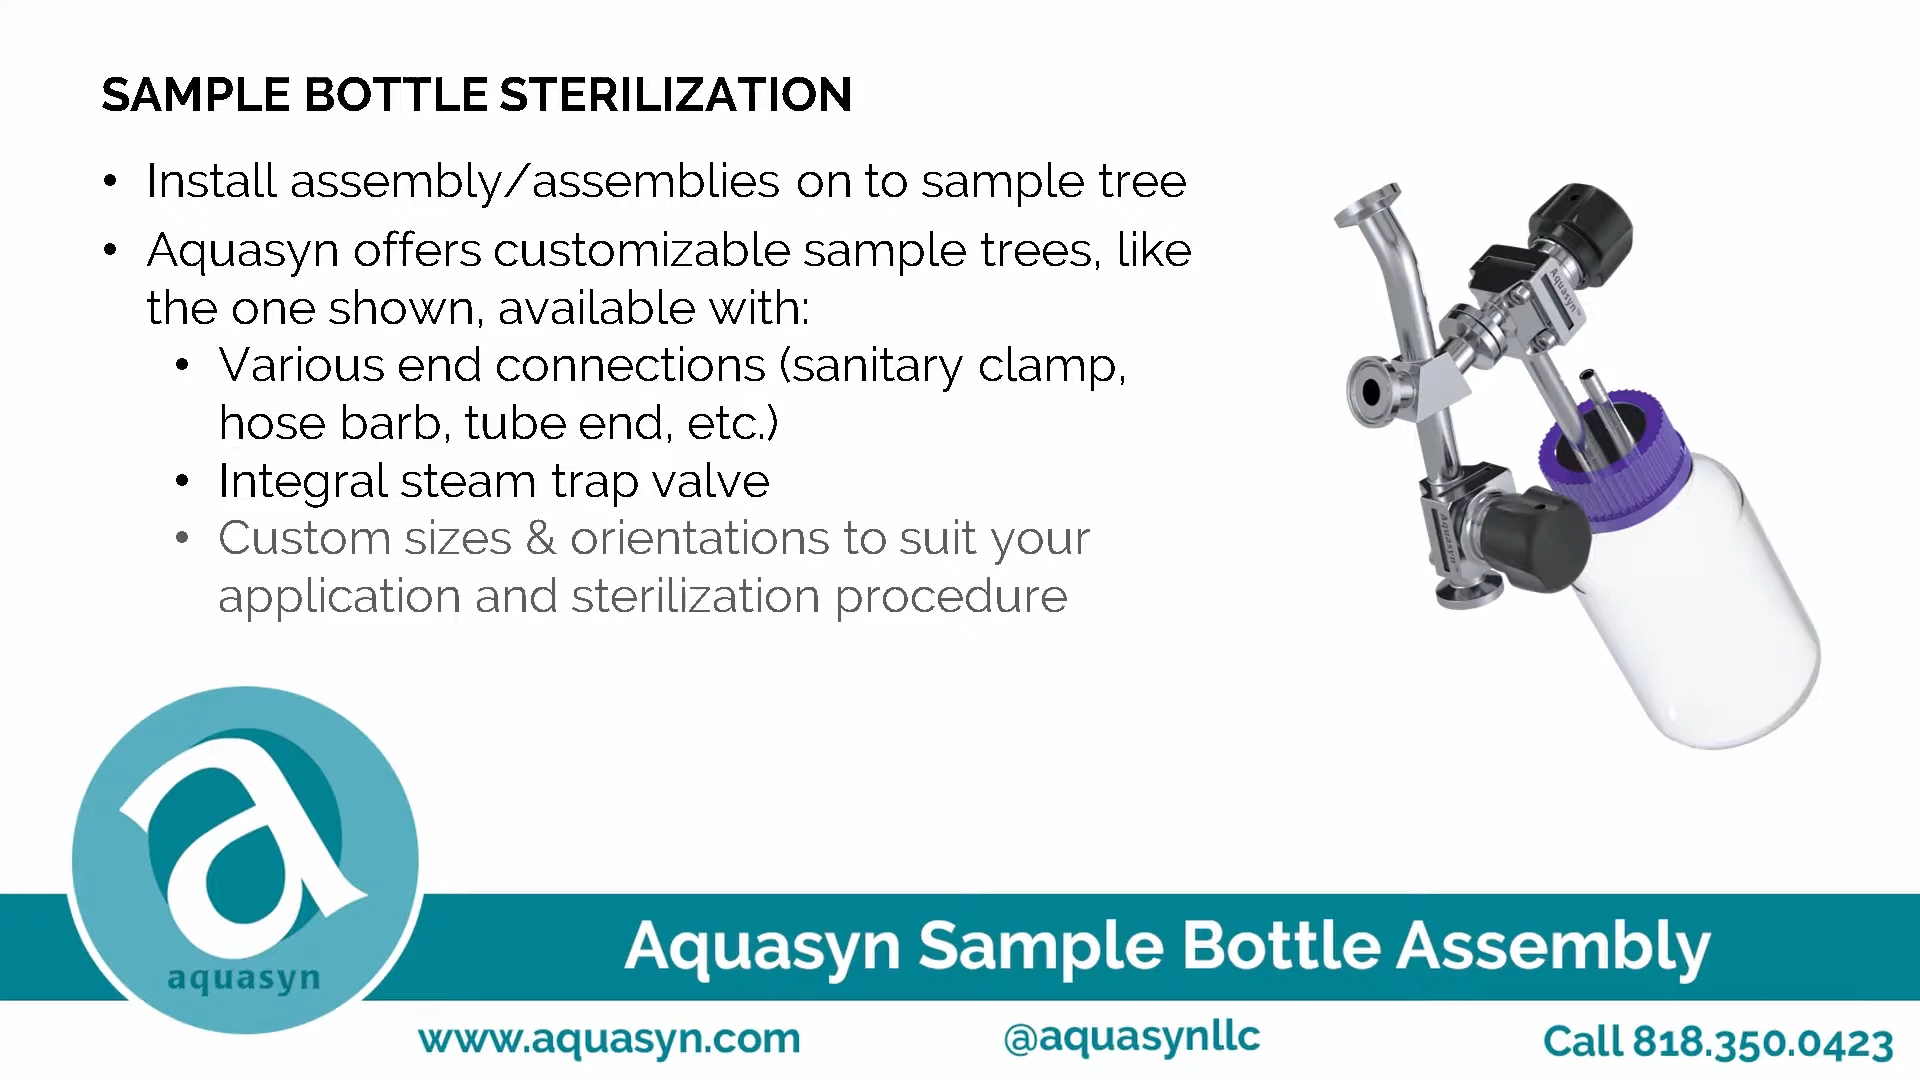 SAMPLE BOTTLE STERILIZATION
• Install assembly/assemblies on to sample tree
• Aquasyn offers customizable sample trees, like
the one shown, available with:
• Various end connections (sanitary clamp,
hose barb, tube end, etc.)
• Integral steam trap valve
• Custom sizes & orientations to suit your
application and sterilization procedure
Aquasyn™
Aquasyn
a
aquasyn
Aquasyn Sample Bottle Assembly
www.aquasyn.com
@aquasynllc
Call 818.350.0423